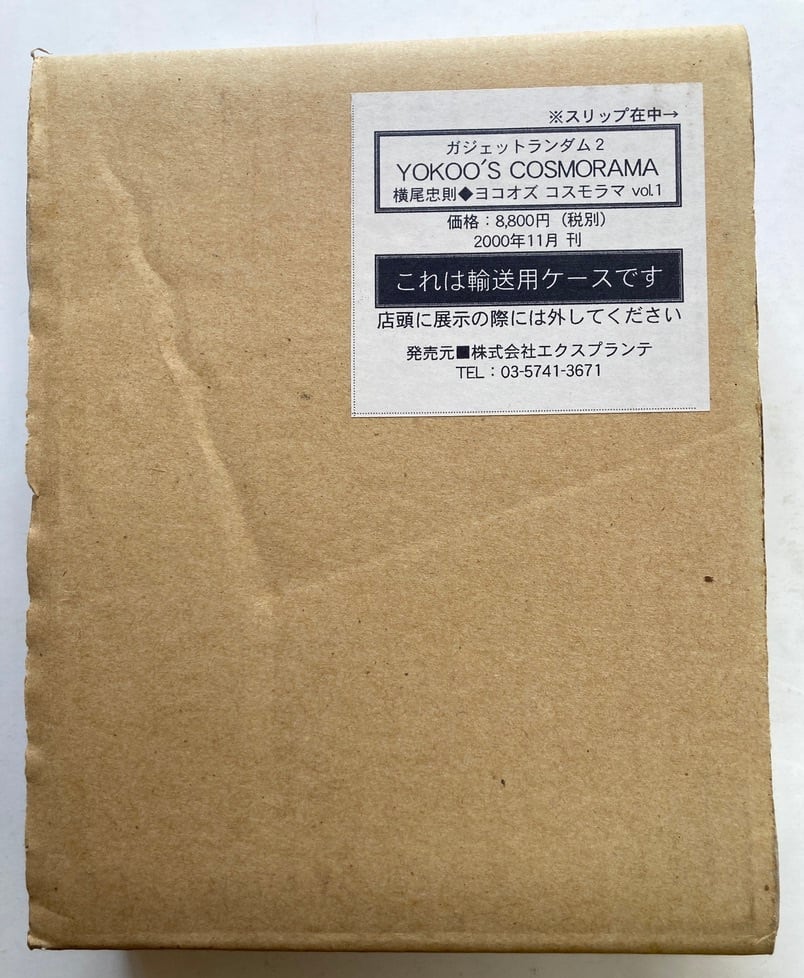 ※スリップ在中→
ガジェットランダム2
YOKOO'S COSMORAMA
横尾忠則◆ヨコオズ コスモラマ vol.1
価格：8,800円（税別）
2000年11月 刊
これは輸送用ケースです
店頭に展示の際には外してください
発売元■株式会社エクスプランテ
TEL：03-5741-3671